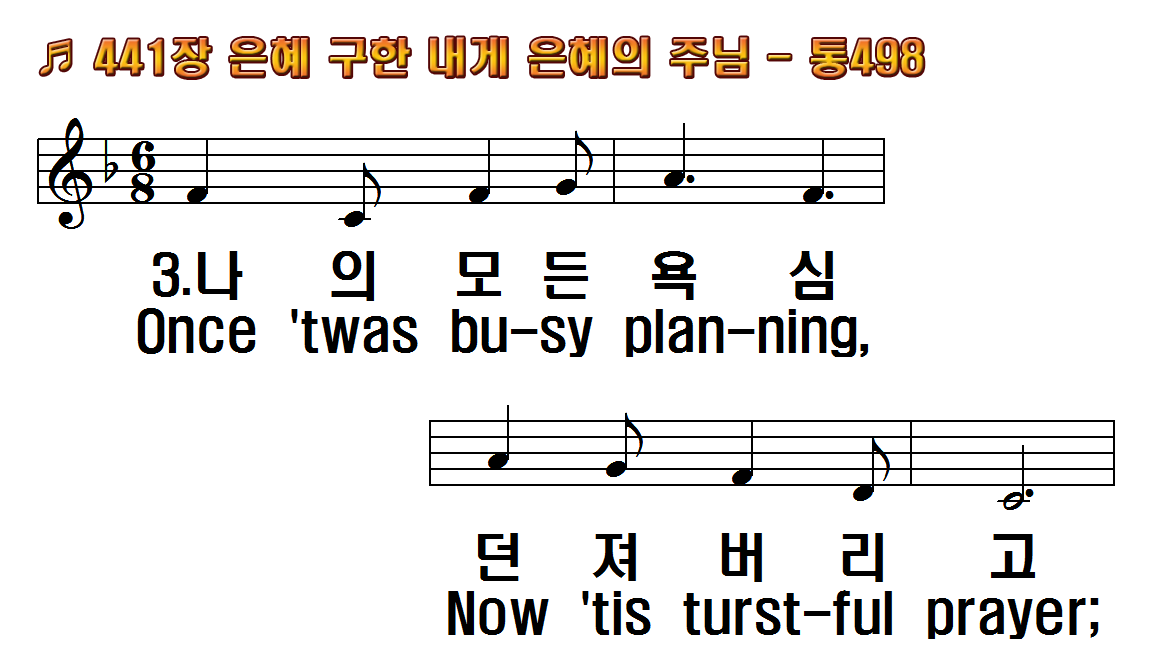 ♬ 441장 은혜 구한 내게 은혜의 주님 - 통498
6
8
3.나 의 모 든 욕 심
Once 'twas bu-sy plan-ning,
던 져 버 리 고
Now 'tis turst-ful prayer;